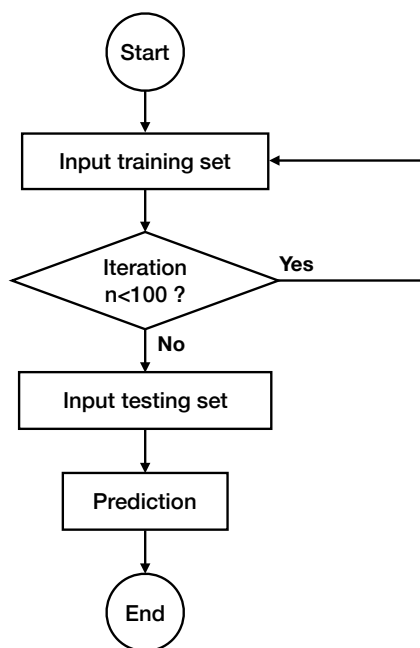 Start
Input training set
Iteration
n<100 ?
Yes
No
Input testing set
Prediction
End